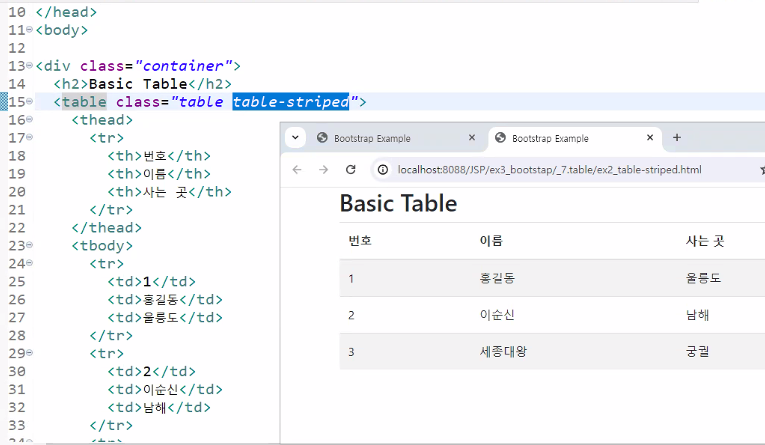 10 </head>
11 <body>
12
13 <div class="container">
14 <h2>Basic Table</h2>
15 <table class="table table-striped">
16 <thead>
17 <tr>
18 <th>번호</th>
19 <th>이름</th>
20 <th>사는 곳</th>
21 </tr>
22 </thead>
23 <tbody>
24 <tr>
25 <td>1</td>
26 <td>홍길동</td>
27 <td>울릉도</td>
28 </tr>
29 <tr>
30 <td>2</td>
31 <td>이순신</td>
32 <td>남해</td>
33 </tr>
<tr>
Bootstrap Example Bootstrap Example
localhost:8088/JSP/ex3_bootstap/_7.table/ex2_table-striped.html
Basic Table
번호 이름 사는 곳
1 홍길동 울릉도
2 이순신 남해
3 세종대왕 궁궐